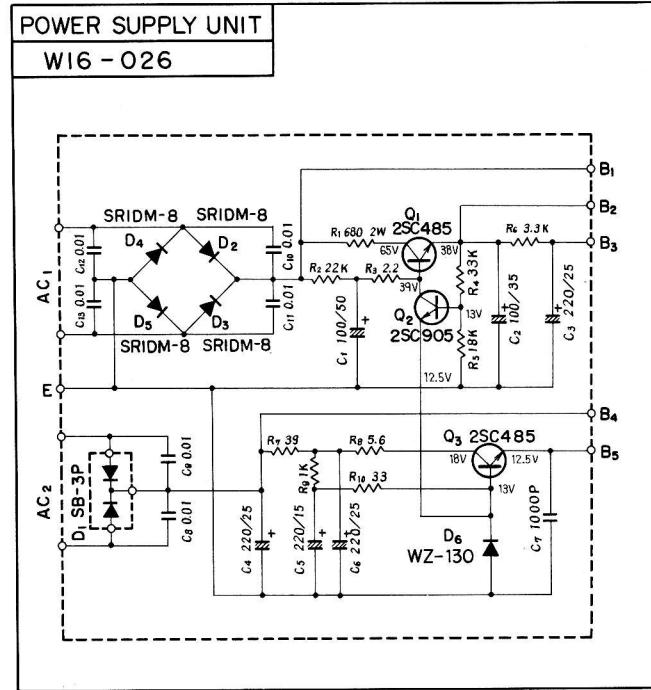 POWER SUPPLY UNIT
W16-026
B1
B2
SR1DM-8 SR1DM-8
Q1
2SC485
R1 680 2W
65V
38V
R6 3.3K
B3
C12 0.01
D4
D2
C10 0.01
R2 22K
R3 2.2
39V
R4 33K
AC1
C13 0.01
D5
D3
C11 0.01
C1 100/50
+
Q2
2SC905
13V
R5 18K
C2 100/35
+
C3 220/25
+
SR1DM-8 SR1DM-8
12.5V
E
B4
R7 39
R8 5.6
Q3 2SC485
18V
12.5V
B5
AC2
D1 SB-3P
C9 0.01
R9 1K
R10 33
13V
C8 0.01
C4 220/25
+
C5 220/15
+
C6 220/25
+
D6
WZ-130
C7 1000P